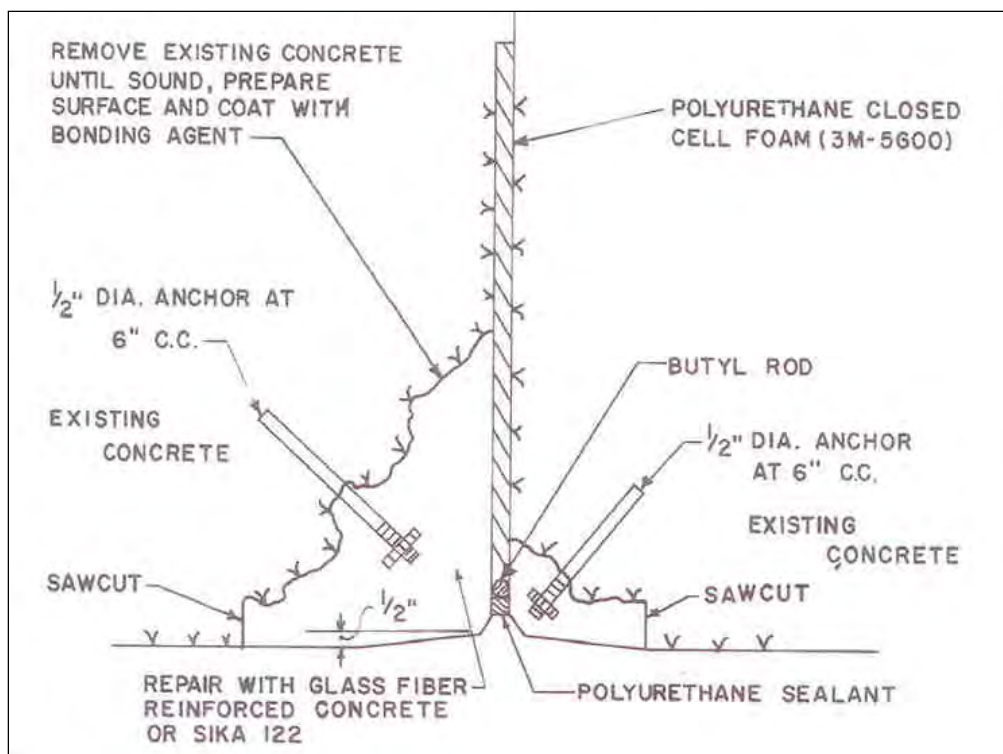 REMOVE EXISTING CONCRETE
UNTIL SOUND, PREPARE
SURFACE AND COAT WITH
BONDING AGENT
POLYURETHANE CLOSED
CELL FOAM (3M-5600)
1/2" DIA. ANCHOR AT
6" C.C.
BUTYL ROD
EXISTING
CONCRETE
1/2" DIA. ANCHOR
AT 6" C.C.
EXISTING
CONCRETE
SAWCUT
1/2"
SAWCUT
REPAIR WITH GLASS FIBER
REINFORCED CONCRETE
OR SIKA 122
POLYURETHANE SEALANT